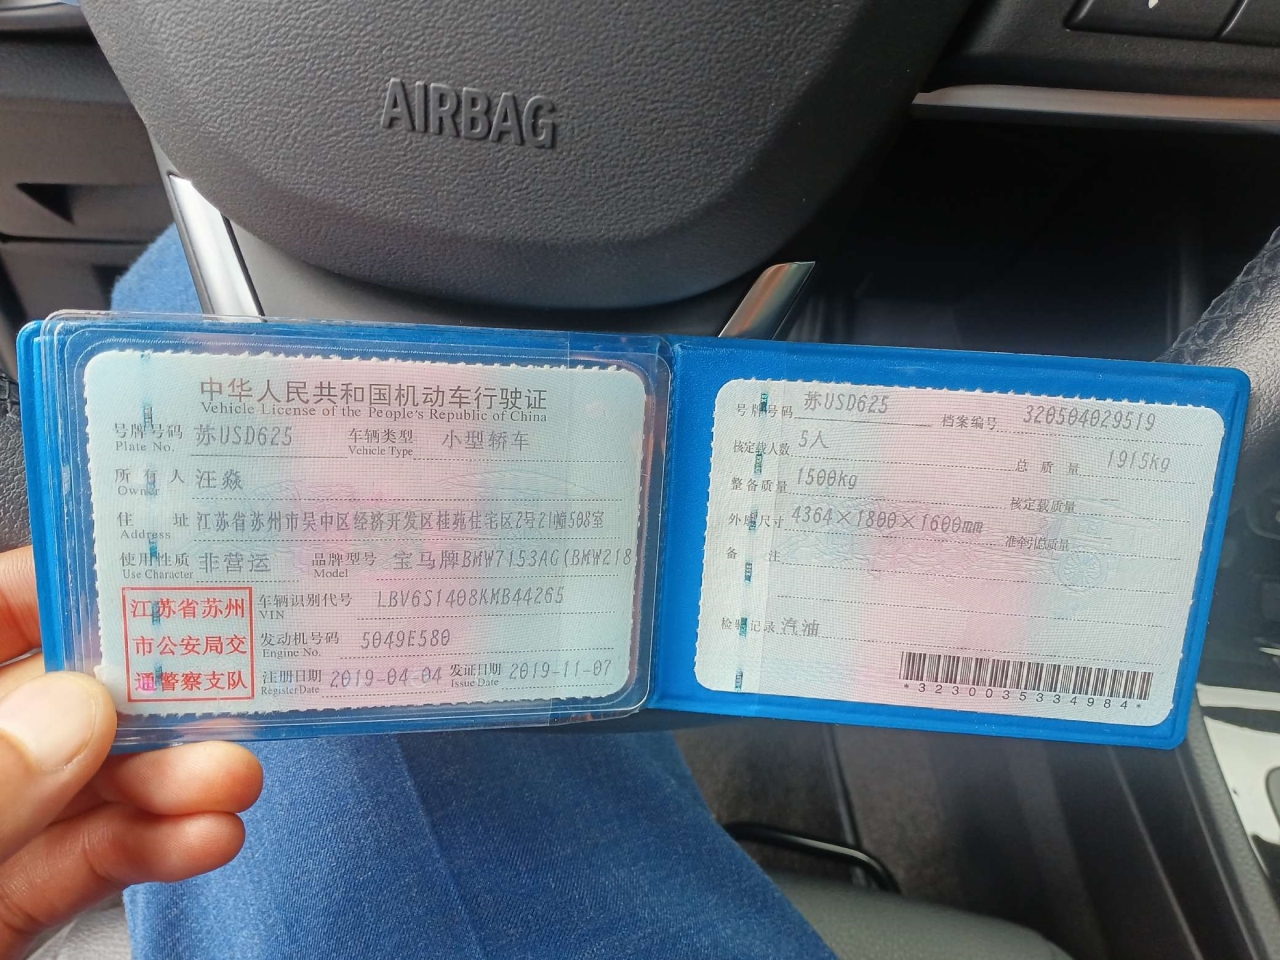 AIRBAG
中华人民共和国机动车行驶证
Vehicle License of the People's Republic of China
号牌号码 苏USD625 车辆类型 小型轿车
Plate No. Vehicle Type
所有人 汪焱
Owner
住址 江苏省苏州市吴中区经济开发区桂苑住宅区2号21幢508室
Address
使用性质 非营运 品牌型号 宝马牌BMW7153AG(BMW218
Use Character Model
江苏省苏州
市公安局交
通警察支队
车辆识别代号 LBV6S1408KMB44265
VIN
发动机号码 5049E580
Engine No.
注册日期 2019-04-04 发证日期 2019-11-07
Register Date Issue Date
号牌号码 苏USD625 档案编号 320504029519
核定载人数 5人 总质量 1915kg
整备质量 1500kg 核定载质量
外廓尺寸 4364×1800×1600mm 准牵引总质量
备注
检验记录 汽油
*3230035334984*